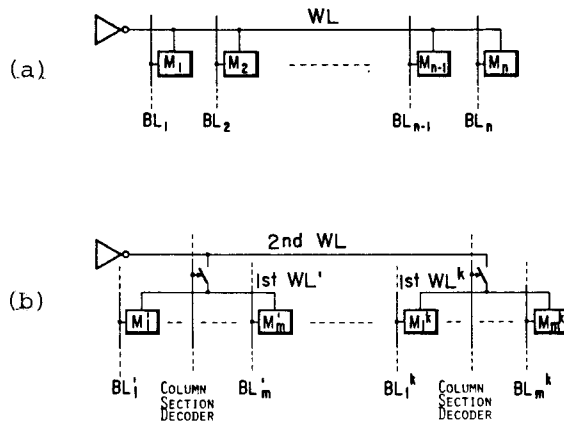 (a)
WL
M₁ M₂ Mₙ₋₁ Mₙ
BL₁ BL₂ BLₙ₋₁ BLₙ
(b)
2nd WL
1st WL' 1st WLᵏ
M₁' Mₘ' M₁ᵏ Mₘᵏ
BL₁' COLUMN SECTION DECODER BLₘ' BL₁ᵏ COLUMN SECTION DECODER BLₘᵏ